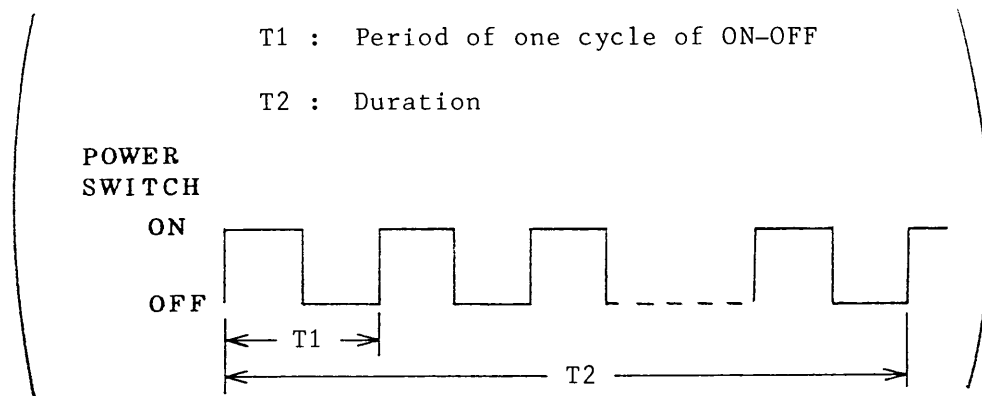 T1 : Period of one cycle of ON–OFF
T2 : Duration
POWER
SWITCH
ON
OFF
T1
T2